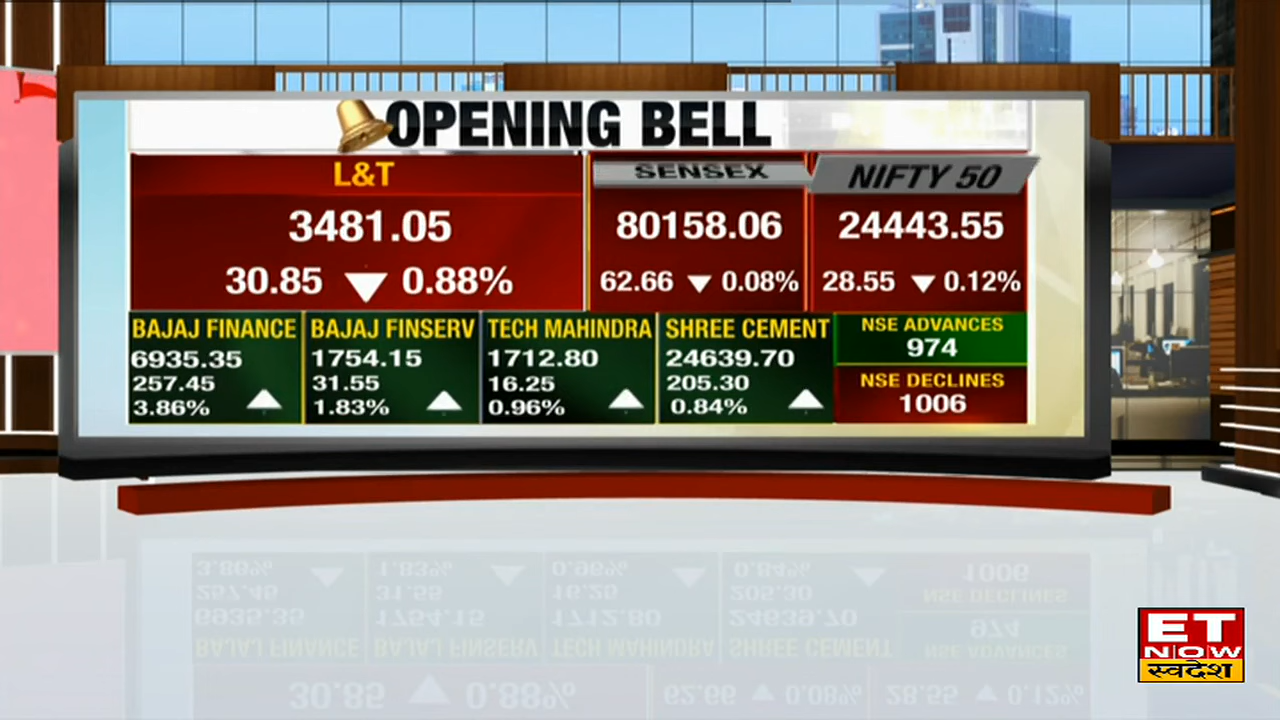 OPENING BELL
L&T
3481.05
30.85 0.88%
SENSEX
80158.06
62.66 0.08%
NIFTY 50
24443.55
28.55 0.12%
BAJAJ FINANCE
6935.35
257.45
3.86%
BAJAJ FINSERV
1754.15
31.55
1.83%
TECH MAHINDRA
1712.80
16.25
0.96%
SHREE CEMENT
24639.70
205.30
0.84%
NSE ADVANCES
974
NSE DECLINES
1006
ET
NOW
स्वदेश